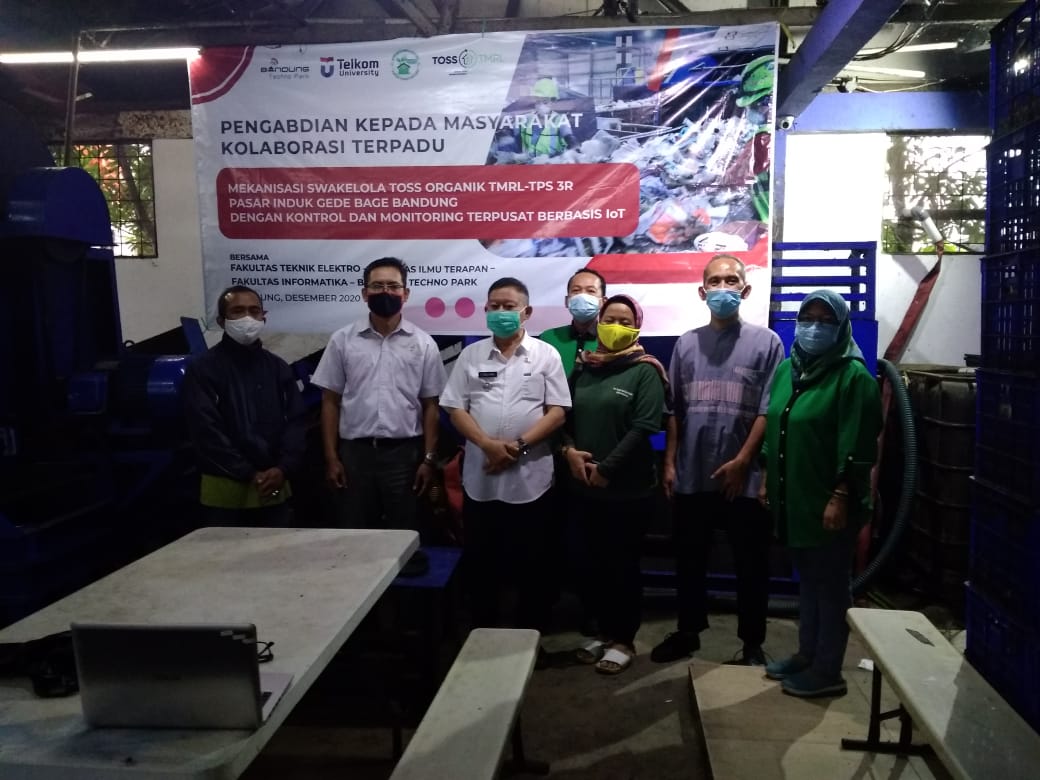 BANDUNG
Techno Park
Telkom
University
TOSS TMRL
PENGABDIAN KEPADA MASYARAKAT
KOLABORASI TERPADU
MEKANISASI SWAKELOLA TOSS ORGANIK TMRL-TPS 3R
PASAR INDUK GEDE BAGE BANDUNG
DENGAN KONTROL DAN MONITORING TERPUSAT BERBASIS IoT
BERSAMA
FAKULTAS TEKNIK ELEKTRO – AS ILMU TERAPAN –
FAKULTAS INFORMATIKA – B TECHNO PARK
UNG, DESEMBER 2020